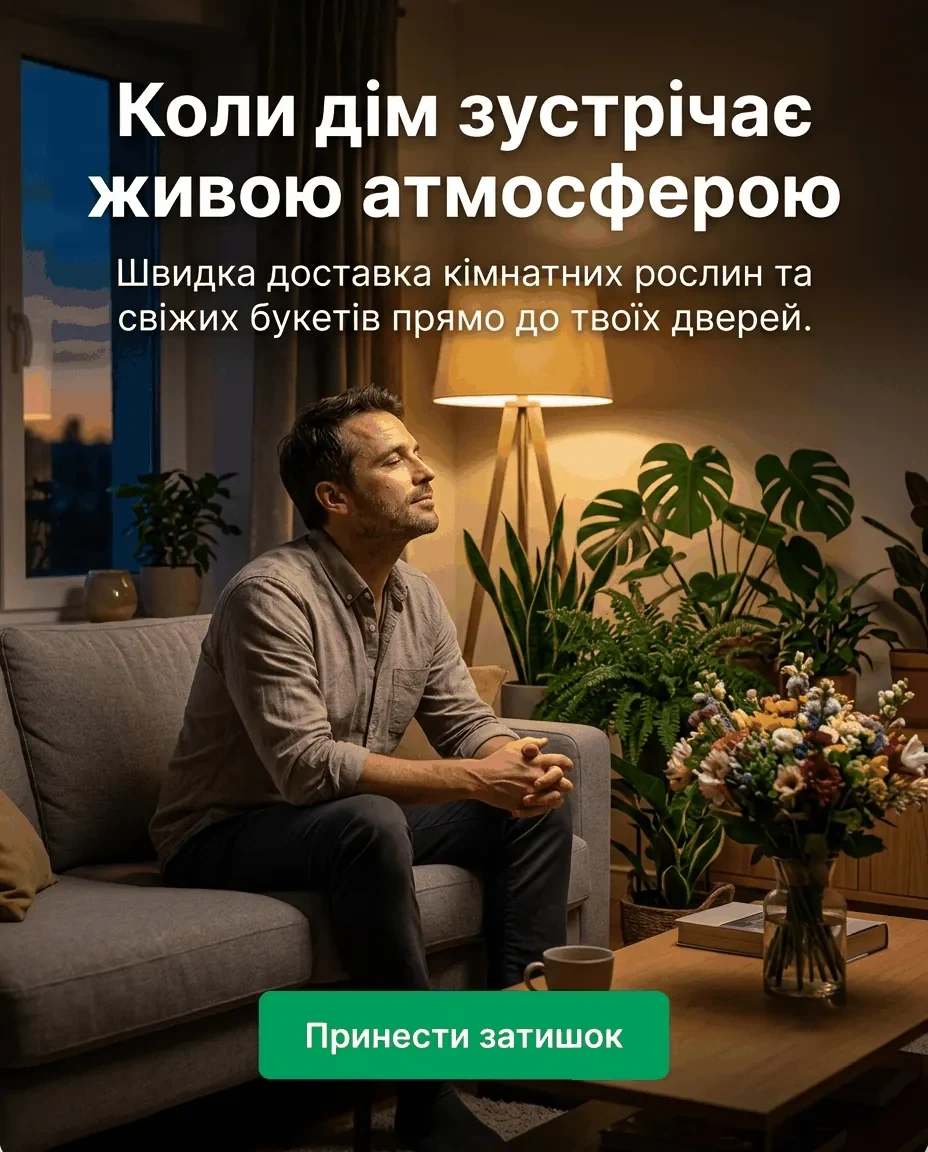 Коли дім зустрічає
живою атмосферою
Швидка доставка кімнатних рослин та
свіжих букетів прямо до твоїх дверей.
Принести затишок